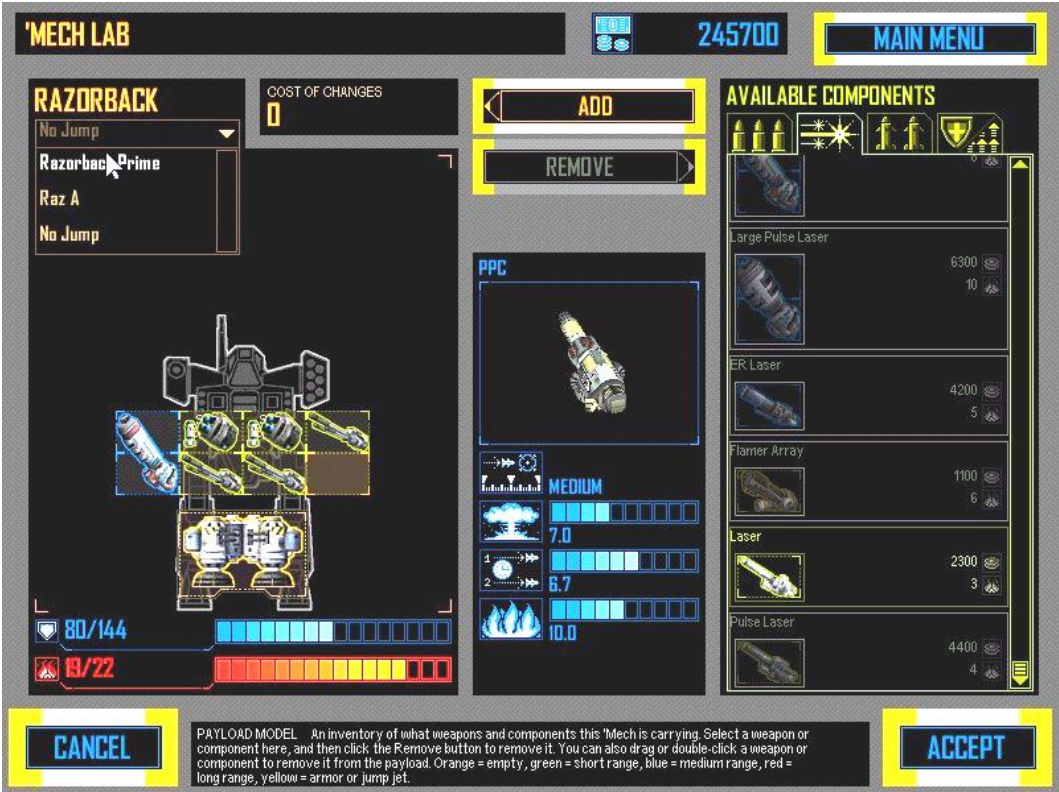 'MECH LAB
245700
MAIN MENU
RAZORBACK
No Jump
Razorback Prime
Raz A
No Jump
COST OF CHANGES
0
ADD
REMOVE
AVAILABLE COMPONENTS
Large Pulse Laser
6300
10
ER Laser
4200
5
Flamer Array
1100
6
Laser
2300
3
Pulse Laser
4400
4
PPC
MEDIUM
7.0
1
2
6.7
10.0
80/144
19/22
CANCEL
PAYLOAD MODEL An inventory of what weapons and components this 'Mech is carrying. Select a weapon or
component here, and then click the Remove button to remove it. You can also drag or double-click a weapon or
component to remove it from the payload. Orange = empty, green = short range, blue = medium range, red =
long range, yellow = armor or jump jet.
ACCEPT